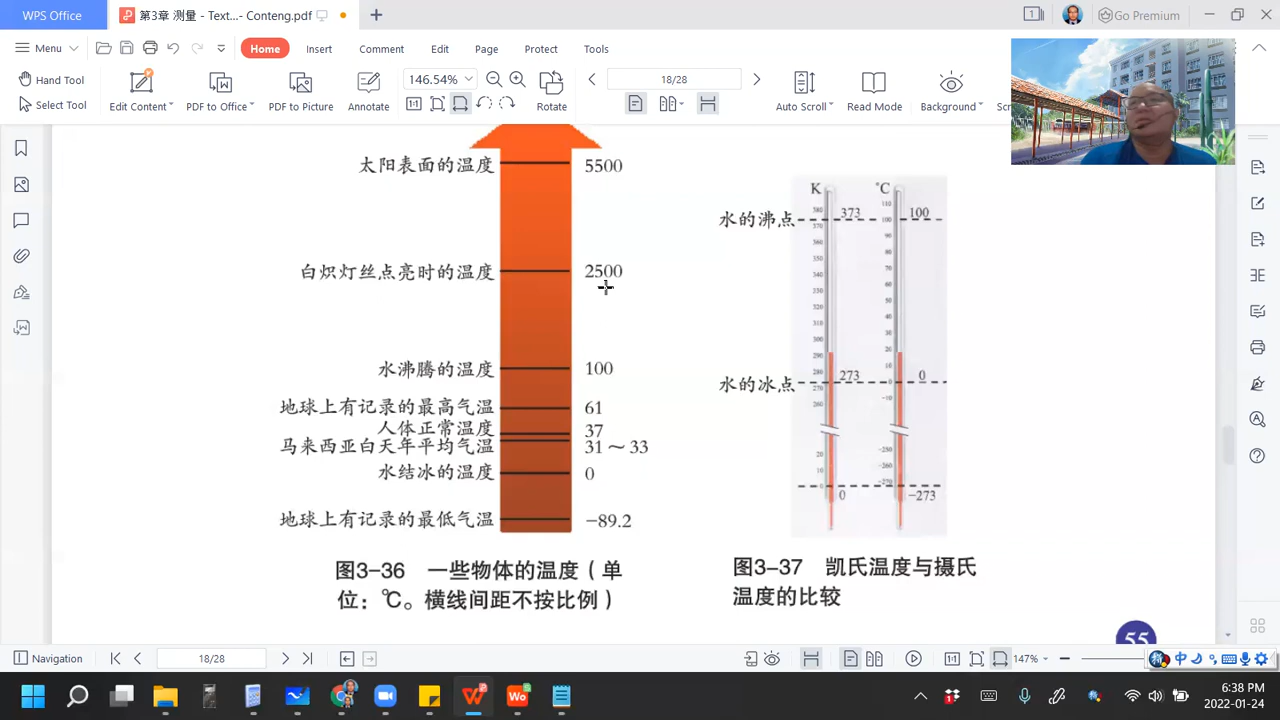 WPS Office
第3章 测量 - Text...- Conteng.pdf
1
Go Premium
Menu
Home
Insert
Comment
Edit
Page
Protect
Tools
Hand Tool
Select Tool
Edit Content
PDF to Office
PDF to Picture
Annotate
146.54%
Rotate
18/28
Auto Scroll
Read Mode
Background
太阳表面的温度 5500
白炽灯丝点亮时的温度 2500
水沸腾的温度 100
地球上有记录的最高气温 61
人体正常温度 37
马来西亚白天年平均气温 31～33
水结冰的温度 0
地球上有记录的最低气温 −89.2
图3-36 一些物体的温度（单
位：℃。横线间距不按比例）
K ℃
水的沸点 373 100
水的冰点 273 0
0 −273
图3-37 凯氏温度与摄氏
温度的比较
55
Navigation
18/28
147%
中
6:38 PM
2022-01-24